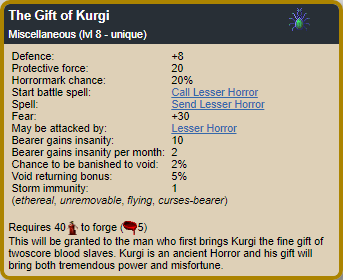 The Gift of Kurgi
Miscellaneous (lvl 8 - unique)
Defence: +8
Protective force: 20
Horrormark chance: 20%
Start battle spell: Call Lesser Horror
Spell: Send Lesser Horror
Fear: +30
May be attacked by: Lesser Horror
Bearer gains insanity: 10
Bearer gains insanity per month: 2
Chance to be banished to void: 2%
Void returning bonus: 5%
Storm immunity: 1
(ethereal, unremovable, flying, curses-bearer)
Requires 40 to forge (5)
This will be granted to the man who first brings Kurgi the fine gift of
twoscore blood slaves. Kurgi is an ancient Horror and his gift will
bring both tremendous power and misfortune.